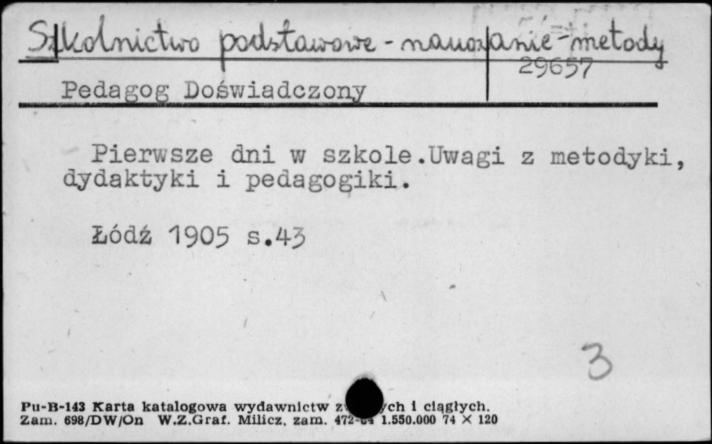 Szkolnictwo podstawowe - nauczanie - metody
29657
Pedagog Doświadczony
Pierwsze dni w szkole.Uwagi z metodyki,
dydaktyki i pedagogiki.
Łódź 1905 s.43
3
Pu-B-143 Karta katalogowa wydawnictw i ciągłych.
Zam. 698/DW/On W.Z.Graf. Milicz, zam. 1.550.000 74 X 120